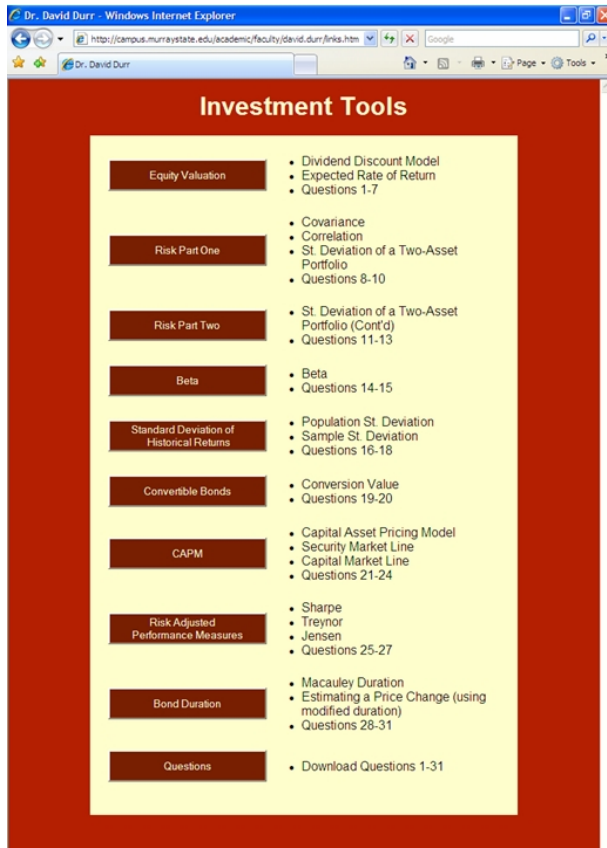 Dr. David Durr - Windows Internet Explorer
http://campus.murraystate.edu/academic/faculty/david.durr/links.htm
Google
Dr. David Durr
Page
Tools
Investment Tools
Equity Valuation
• Dividend Discount Model
• Expected Rate of Return
• Questions 1-7
Risk Part One
• Covariance
• Correlation
• St. Deviation of a Two-Asset
Portfolio
• Questions 8-10
Risk Part Two
• St. Deviation of a Two-Asset
Portfolio (Cont'd)
• Questions 11-13
Beta
• Beta
• Questions 14-15
Standard Deviation of
Historical Returns
• Population St. Deviation
• Sample St. Deviation
• Questions 16-18
Convertible Bonds
• Conversion Value
• Questions 19-20
CAPM
• Capital Asset Pricing Model
• Security Market Line
• Capital Market Line
• Questions 21-24
Risk Adjusted
Performance Measures
• Sharpe
• Treynor
• Jensen
• Questions 25-27
Bond Duration
• Macauley Duration
• Estimating a Price Change (using
modified duration)
• Questions 28-31
Questions
• Download Questions 1-31